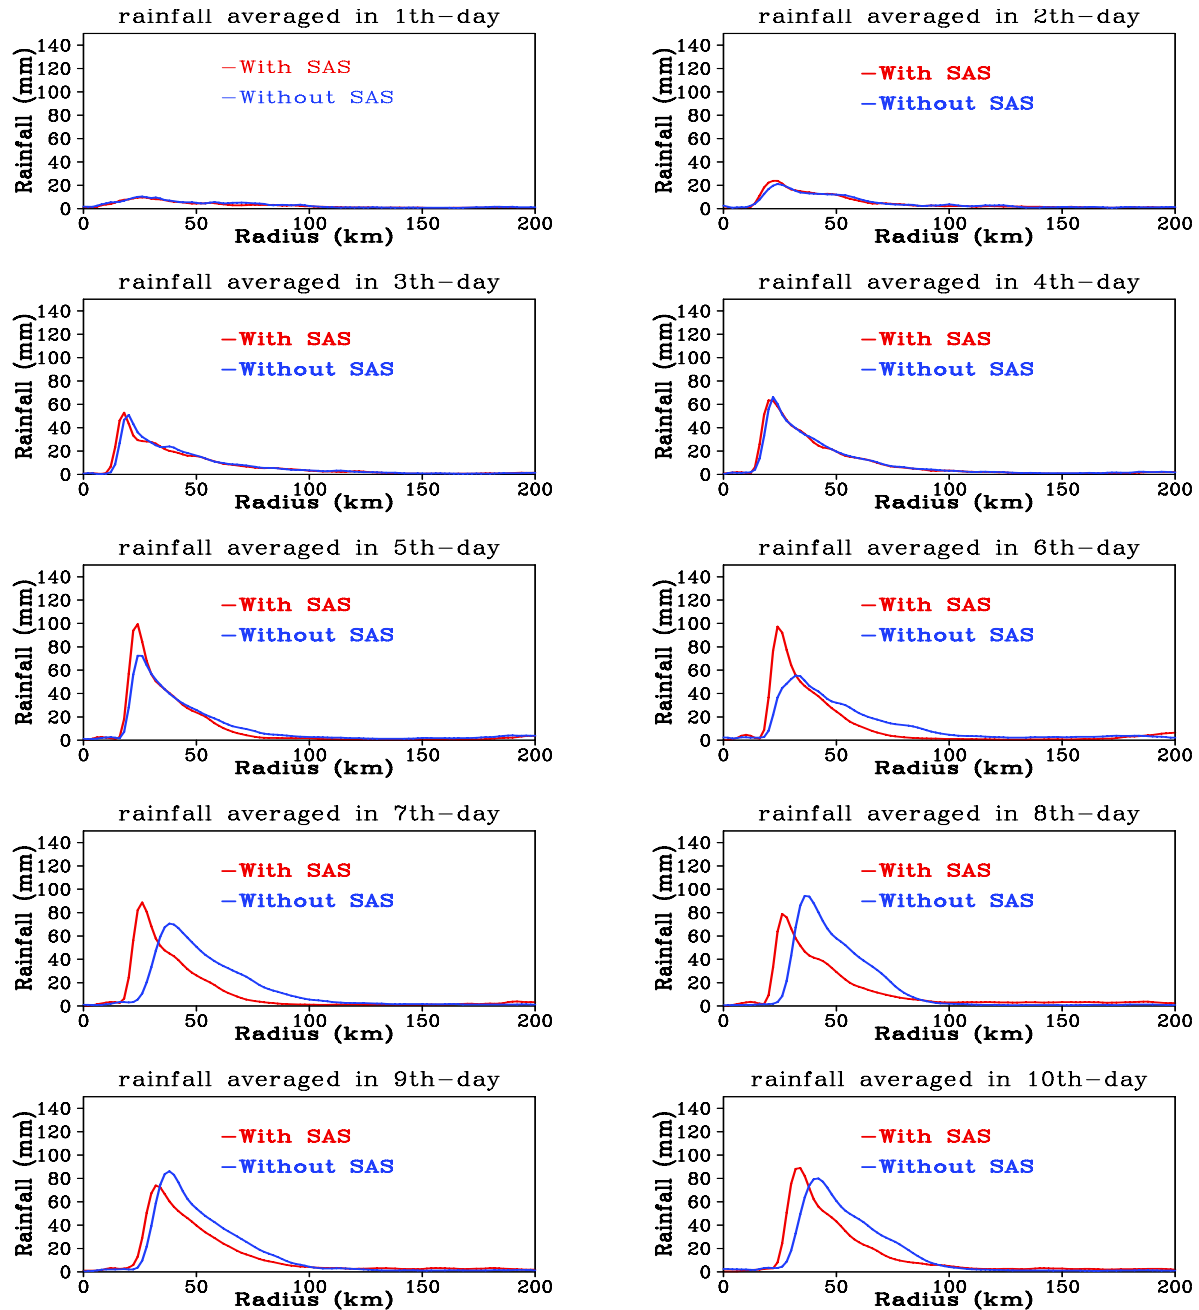 rainfall averaged in 1th-day
Rainfall (mm)
140
120
100
80
60
40
20
0
With SAS
Without SAS
0 50 100 150 200
Radius (km)
rainfall averaged in 2th-day
Rainfall (mm)
140
120
100
80
60
40
20
0
With SAS
Without SAS
0 50 100 150 200
Radius (km)
rainfall averaged in 3th-day
Rainfall (mm)
140
120
100
80
60
40
20
0
With SAS
Without SAS
0 50 100 150 200
Radius (km)
rainfall averaged in 4th-day
Rainfall (mm)
140
120
100
80
60
40
20
0
With SAS
Without SAS
0 50 100 150 200
Radius (km)
rainfall averaged in 5th-day
Rainfall (mm)
140
120
100
80
60
40
20
0
With SAS
Without SAS
0 50 100 150 200
Radius (km)
rainfall averaged in 6th-day
Rainfall (mm)
140
120
100
80
60
40
20
0
With SAS
Without SAS
0 50 100 150 200
Radius (km)
rainfall averaged in 7th-day
Rainfall (mm)
140
120
100
80
60
40
20
0
With SAS
Without SAS
0 50 100 150 200
Radius (km)
rainfall averaged in 8th-day
Rainfall (mm)
140
120
100
80
60
40
20
0
With SAS
Without SAS
0 50 100 150 200
Radius (km)
rainfall averaged in 9th-day
Rainfall (mm)
140
120
100
80
60
40
20
0
With SAS
Without SAS
0 50 100 150 200
Radius (km)
rainfall averaged in 10th-day
Rainfall (mm)
140
120
100
80
60
40
20
0
With SAS
Without SAS
0 50 100 150 200
Radius (km)